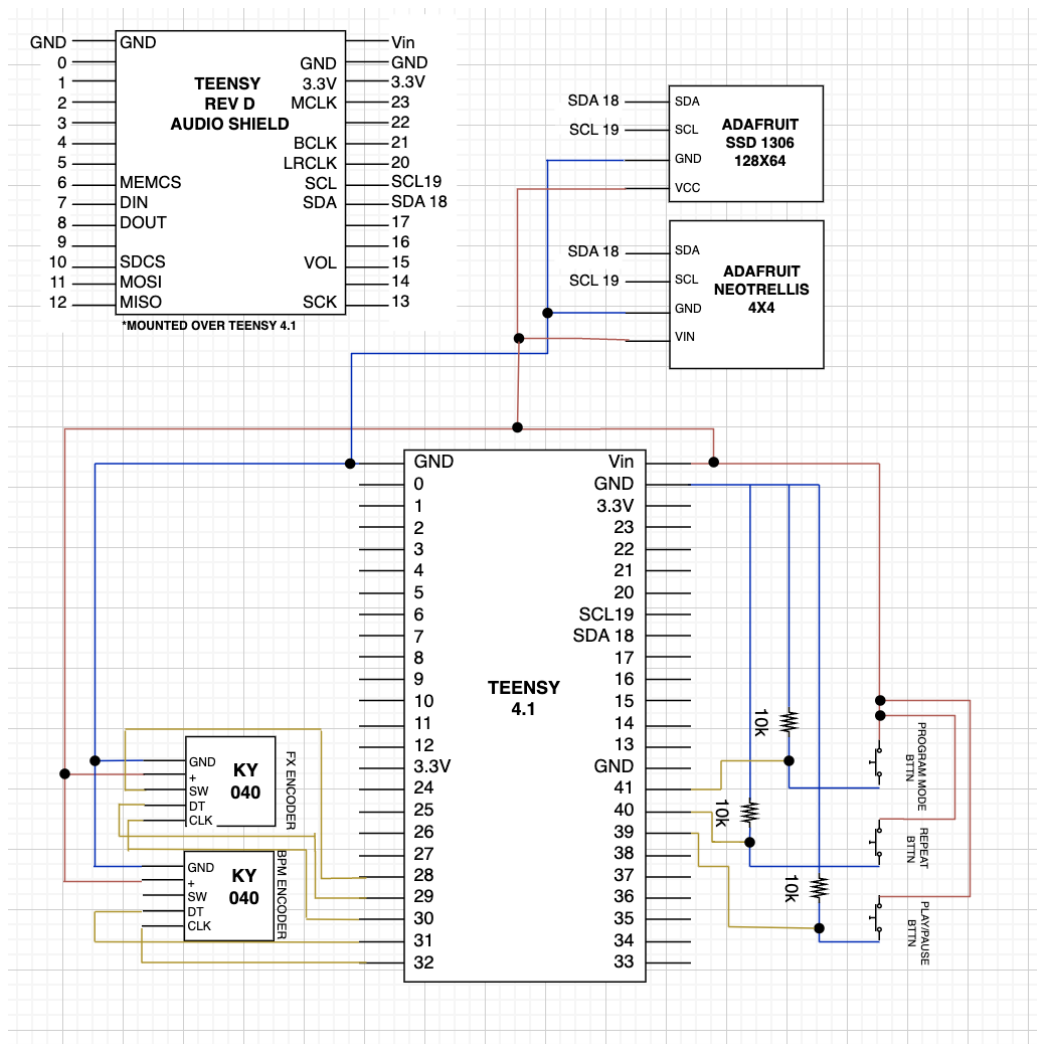 GND
0
1
2
3
4
5
6
7
8
9
10
11
12
GND
MEMCS
DIN
DOUT
SDCS
MOSI
MISO
TEENSY
REV D
AUDIO SHIELD
GND
3.3V
MCLK
BCLK
LRCLK
SCL
SDA
VOL
SCK
Vin
GND
3.3V
23
22
21
20
SCL19
SDA 18
17
16
15
14
13
*MOUNTED OVER TEENSY 4.1
SDA 18
SCL 19
SDA
SCL
GND
VCC
ADAFRUIT
SSD 1306
128X64
SDA 18
SCL 19
SDA
SCL
GND
VIN
ADAFRUIT
NEOTRELLIS
4X4
GND
0
1
2
3
4
5
6
7
8
9
10
11
12
3.3V
24
25
26
27
28
29
30
31
32
TEENSY
4.1
Vin
GND
3.3V
23
22
21
20
SCL19
SDA 18
17
16
15
14
13
GND
41
40
39
38
37
36
35
34
33
GND
+
SW
DT
CLK
KY
040
FX ENCODER
GND
+
SW
DT
CLK
KY
040
BPM ENCODER
10k
10k
10k
PROGRAM MODE
BTTN
REPEAT
BTTN
PLAY/PAUSE
BTTN